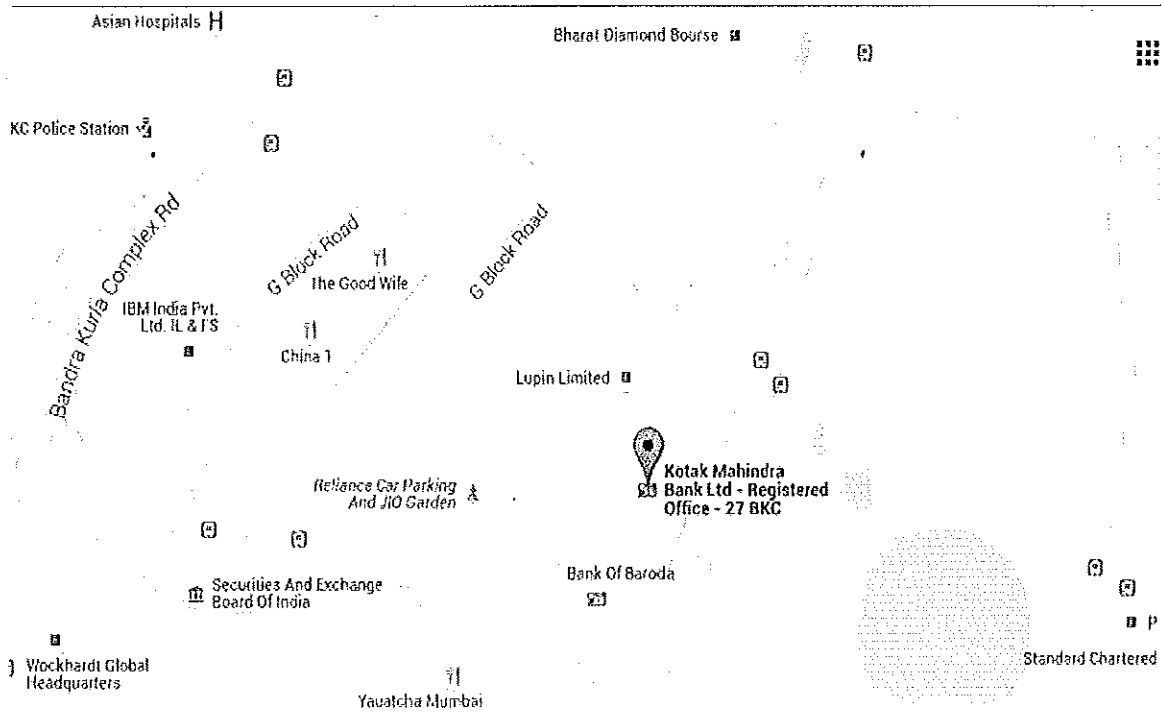 Asian Hospitals H
Bharat Diamond Bourse
KC Police Station
Bandra Kurla Complex Rd
G Block Road
G Block Road
The Good Wife
IBM India Pvt.
Ltd. IL & FS
China 1
Lupin Limited
Kotak Mahindra
Bank Ltd - Registered
Office - 27 BKC
Reliance Car Parking
And JIO Garden
Bank Of Baroda
Securities And Exchange
Board Of India
P
Wockhardt Global
Headquarters
Standard Chartered
Yauatcha Mumbai